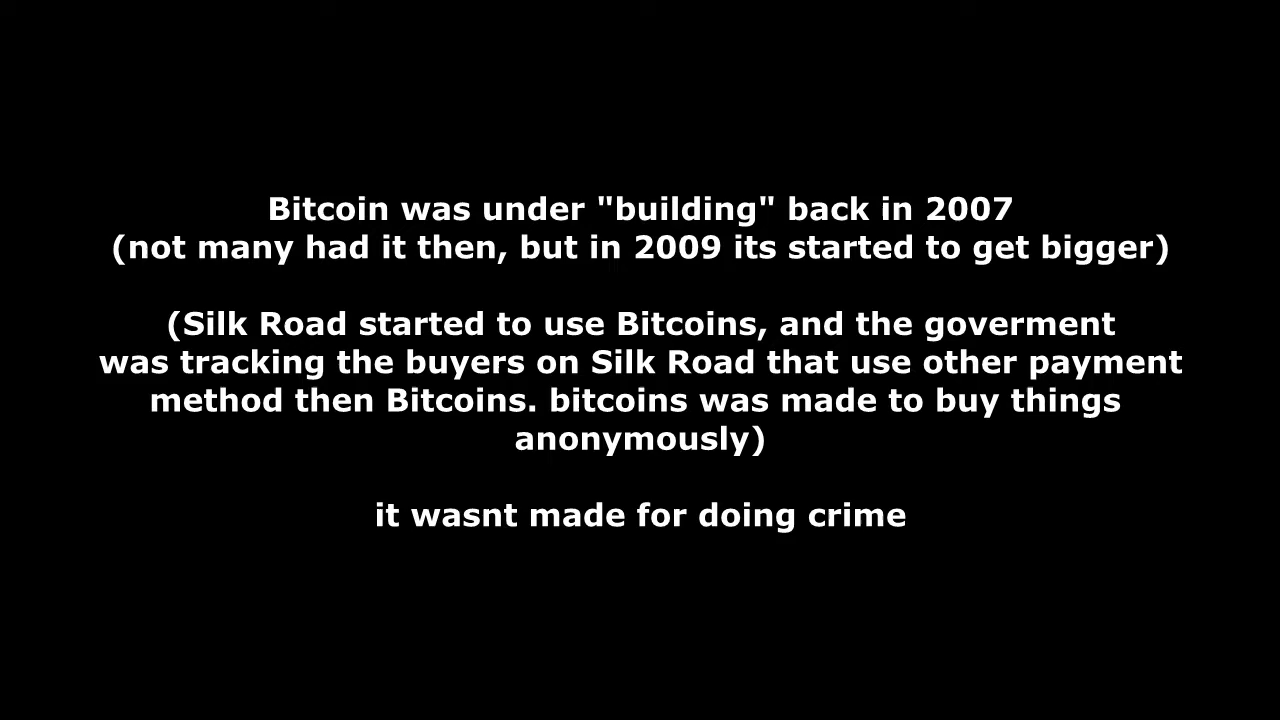 Bitcoin was under "building" back in 2007
(not many had it then, but in 2009 its started to get bigger)
(Silk Road started to use Bitcoins, and the goverment
was tracking the buyers on Silk Road that use other payment
method then Bitcoins. bitcoins was made to buy things
anonymously)
it wasnt made for doing crime